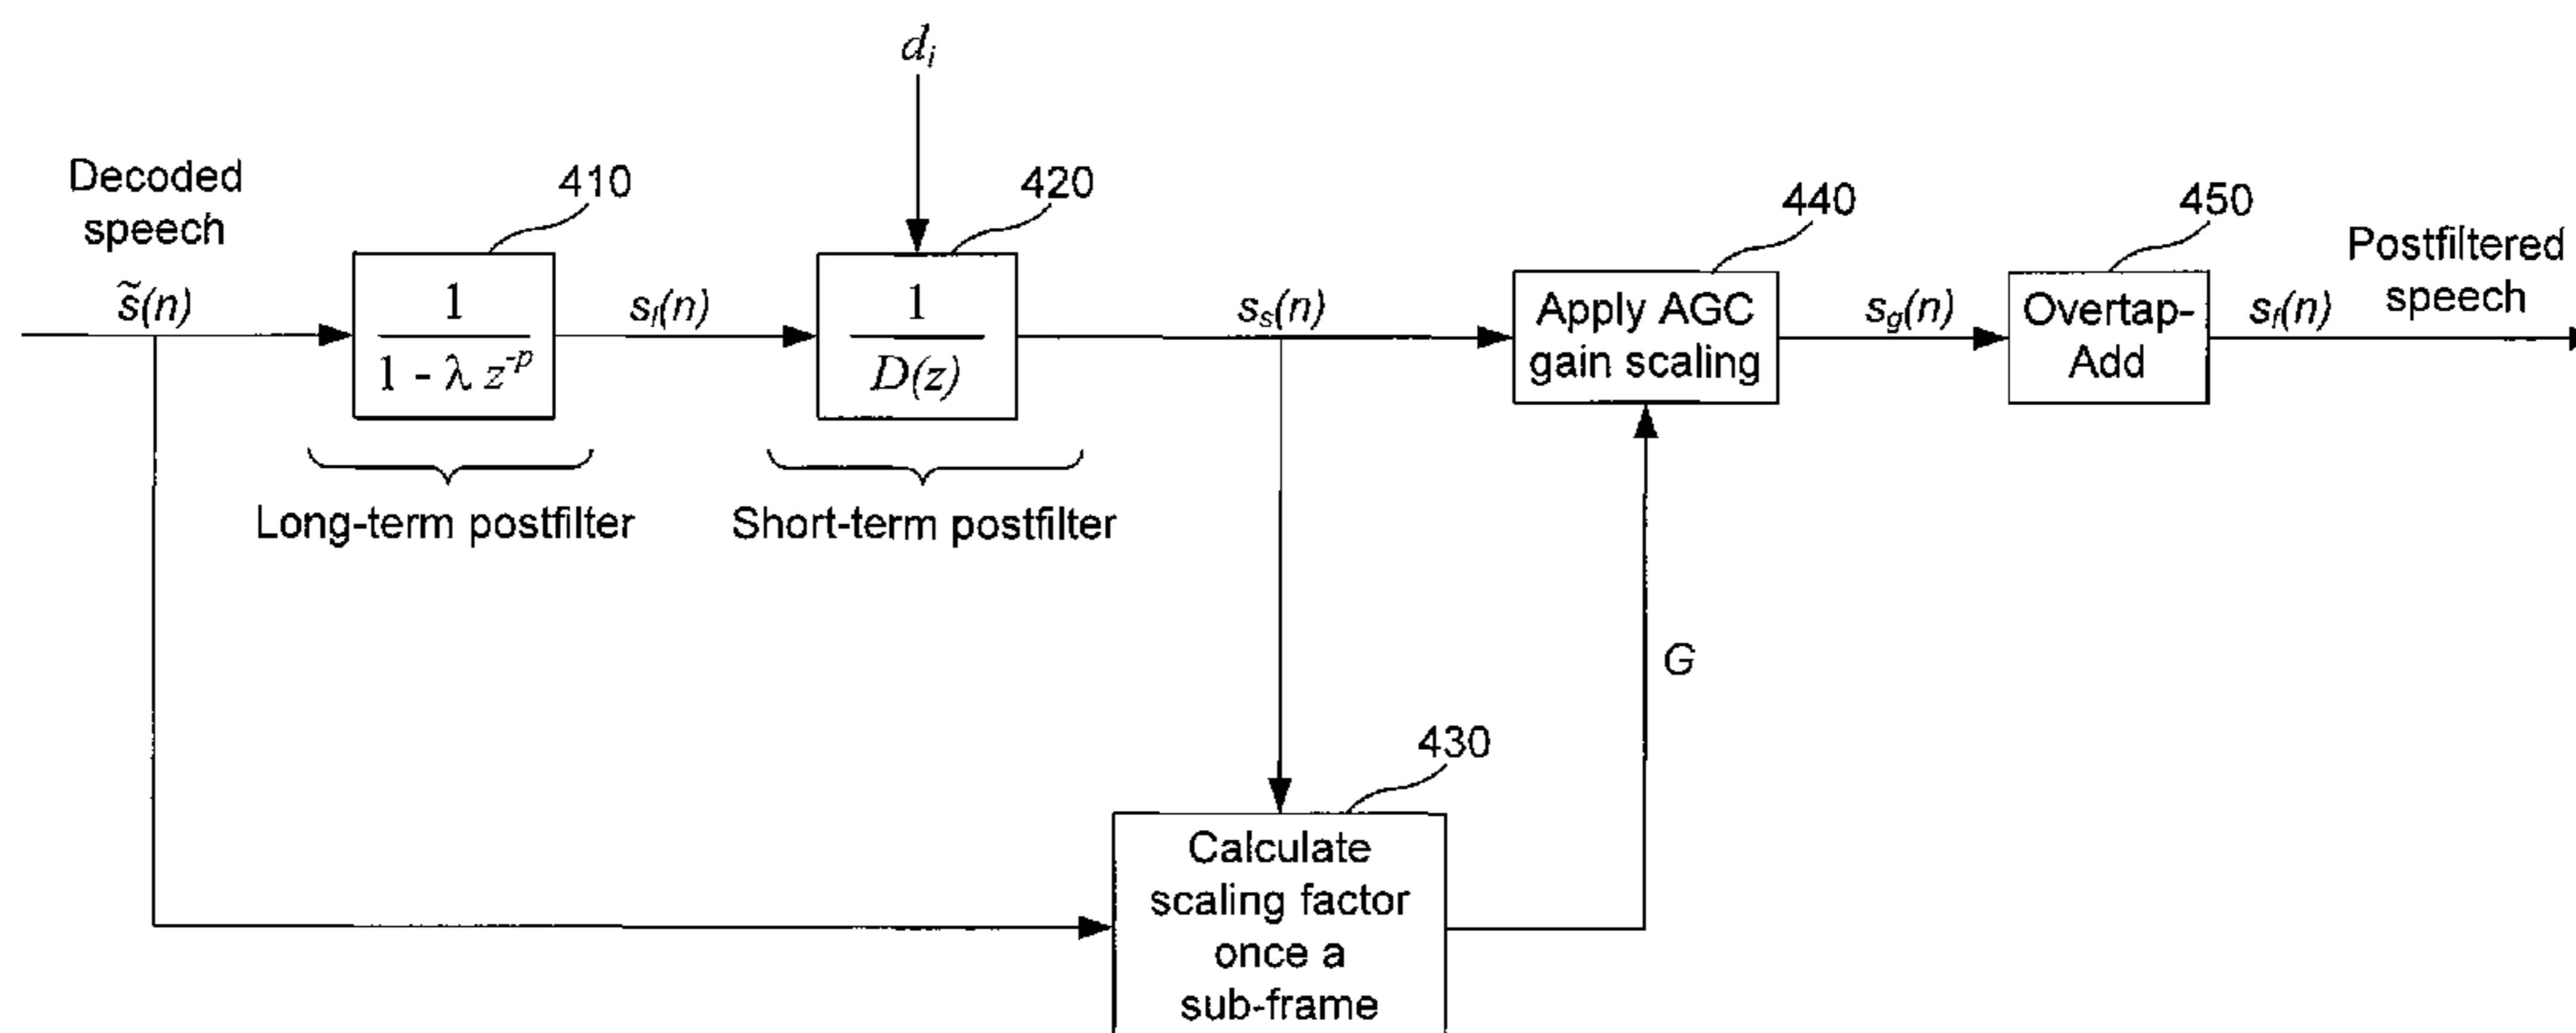 d_i
Decoded
speech
410
420
440
450
Postfiltered
speech
s̃(n)
1
1 - λ z^-p
s_l(n)
1
D(z)
s_s(n)
Apply AGC
gain scaling
s_g(n)
Overtap-
Add
s_f(n)
Long-term postfilter
Short-term postfilter
G
430
Calculate
scaling factor
once a
sub-frame